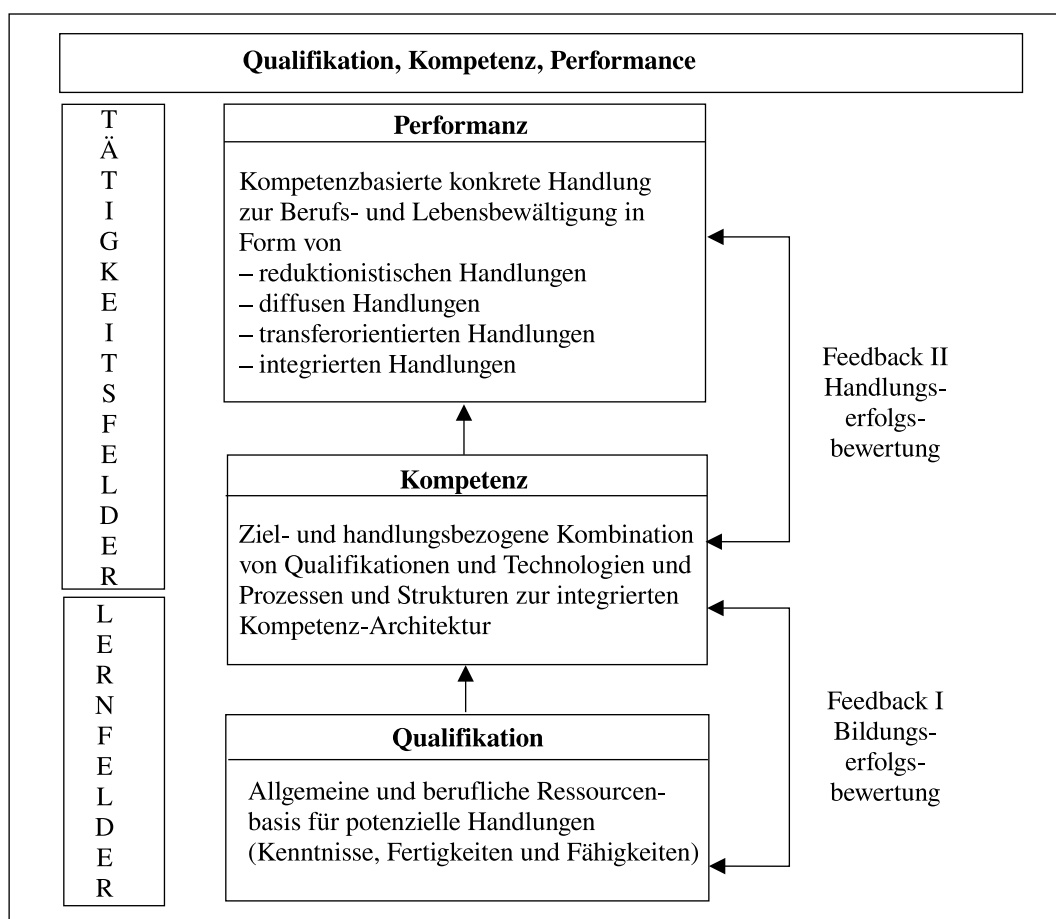 Qualifikation, Kompetenz, Performance
TÄTIGKEITSFELDER
Performanz
Kompetenzbasierte konkrete Handlung
zur Berufs- und Lebensbewältigung in
Form von
– reduktionistischen Handlungen
– diffusen Handlungen
– transferorientierten Handlungen
– integrierten Handlungen
Feedback II
Handlungs-
erfolgs-
bewertung
Kompetenz
Ziel- und handlungsbezogene Kombination
von Qualifikationen und Technologien und
Prozessen und Strukturen zur integrierten
Kompetenz-Architektur
LERNFELDER
Feedback I
Bildungs-
erfolgs-
bewertung
Qualifikation
Allgemeine und berufliche Ressourcen-
basis für potenzielle Handlungen
(Kenntnisse, Fertigkeiten und Fähigkeiten)